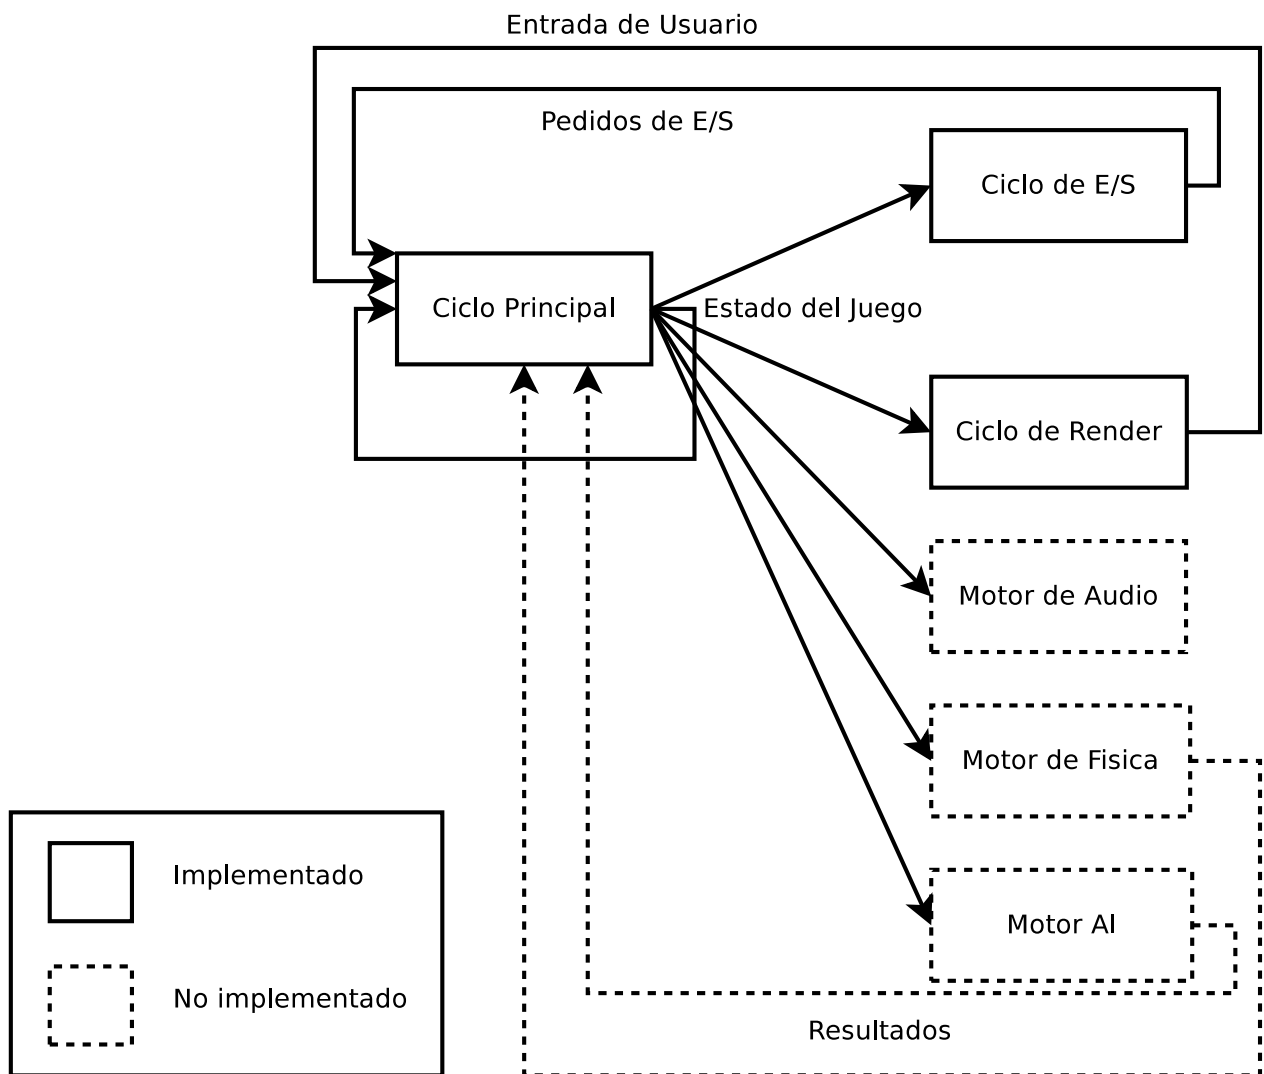 Entrada de Usuario
Pedidos de E/S
Ciclo de E/S
Ciclo Principal
Estado del Juego
Ciclo de Render
Motor de Audio
Motor de Fisica
Motor AI
Resultados
Implementado
No implementado